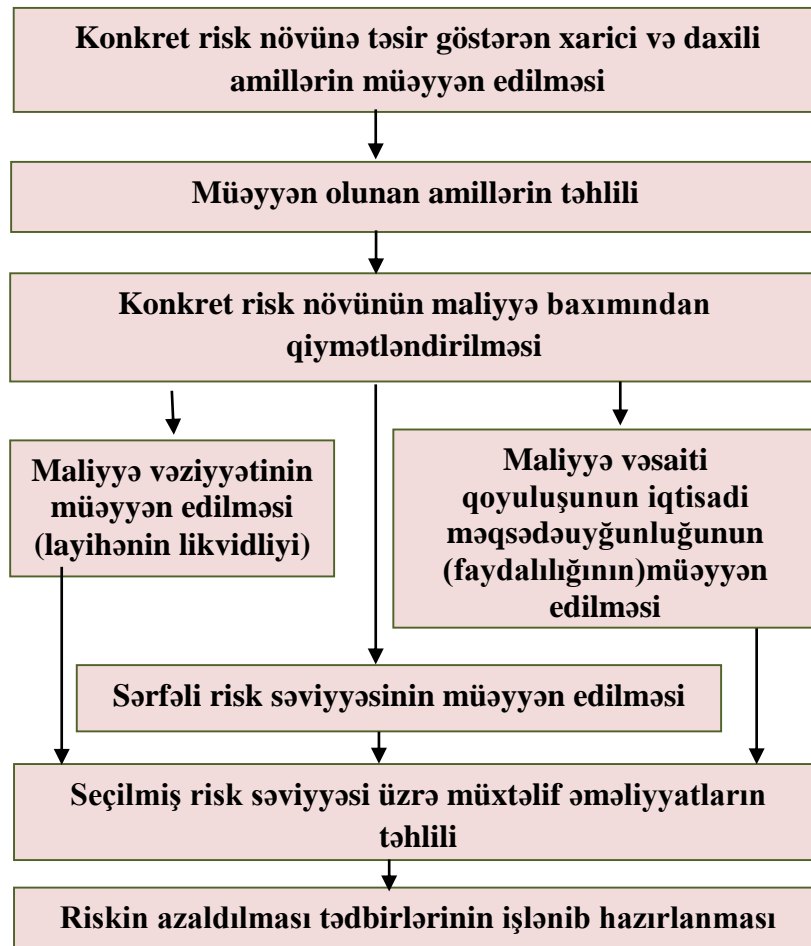 Konkret risk növünə təsir göstərən xarici və daxili
amillərin müəyyən edilməsi
Müəyyən olunan amillərin təhlili
Konkret risk növünün maliyyə baxımından
qiymətləndirilməsi
Maliyyə vəziyyətinin
müəyyən edilməsi
(layihənin likvidliyi)
Maliyyə vəsaiti
qoyuluşunun iqtisadi
məqsədəuyğunluğunun
(faydalılığının)müəyyən
edilməsi
Sərfəli risk səviyyəsinin müəyyən edilməsi
Seçilmiş risk səviyyəsi üzrə müxtəlif əməliyyatların
təhlili
Riskin azaldılması tədbirlərinin işlənib hazırlanması